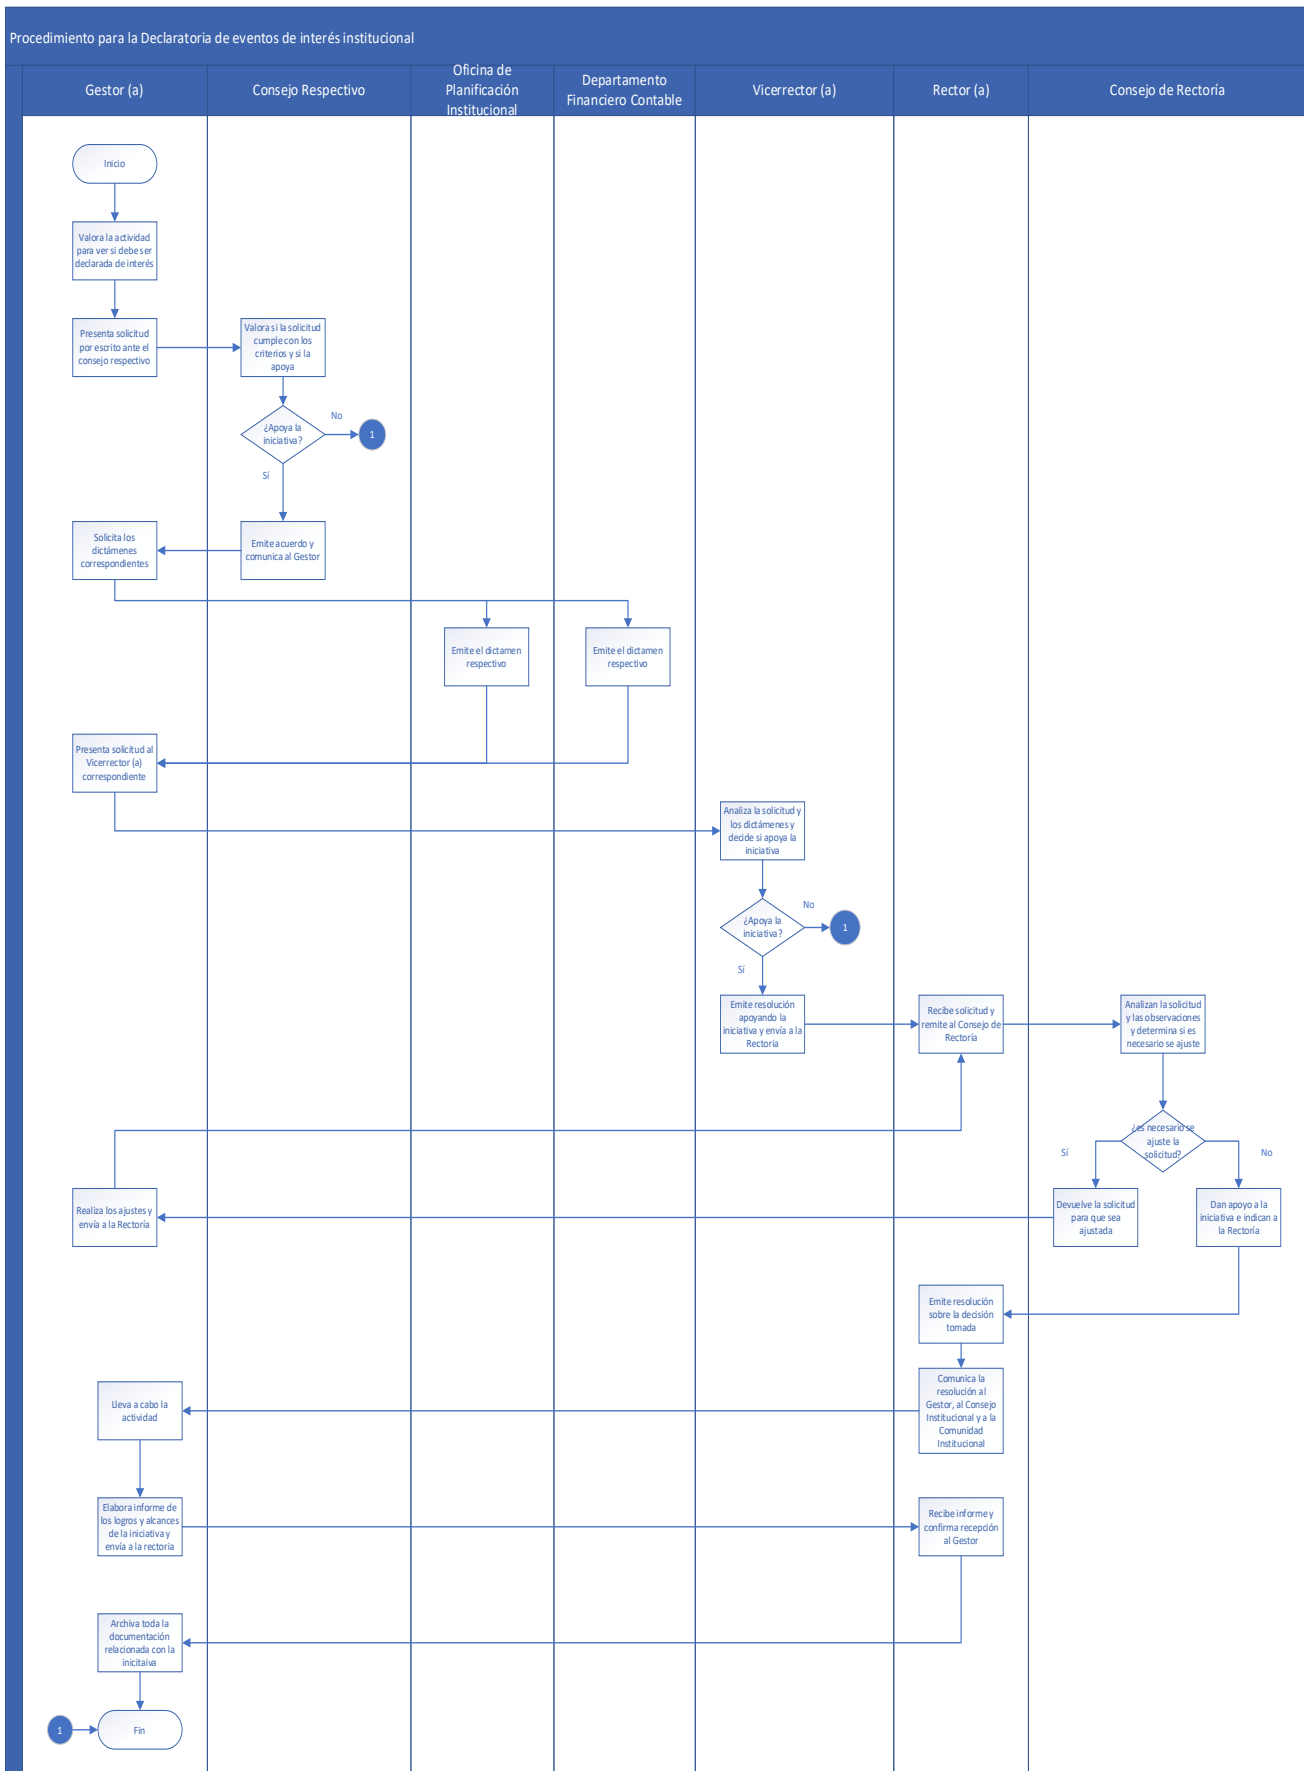 Procedimiento para la Declaratoria de eventos de interés institucional
Gestor (a)
Consejo Respectivo
Oficina de
Planificación
Institucional
Departamento
Financiero Contable
Vicerrector (a)
Rector (a)
Consejo de Rectoría
Inicio
Valora la actividad
para ver si debe ser
declarada de interés
Presenta solicitud
por escrito ante el
consejo respectivo
Valora si la solicitud
cumple con los
criterios y si la
apoya
¿Apoya la
iniciativa?
No
1
Sí
Solicita los
dictámenes
correspondientes
Emite acuerdo y
comunica al Gestor
Emite el dictamen
respectivo
Emite el dictamen
respectivo
Presenta solicitud al
Vicerrector (a)
correspondiente
Analiza la solicitud y
los dictámenes y
decide si apoya la
iniciativa
¿Apoya la
iniciativa?
No
1
Sí
Emite resolución
apoyando la
iniciativa y envía a la
Rectoria
Recibe solicitud y
remite al Consejo de
Rectoría
Analizan la solicitud
y las observaciones
y determina si es
necesario se ajuste
¿es necesario se
ajuste la
solicitud?
Sí
No
Realiza los ajustes y
envía a la Rectoría
Devuelve la solicitud
para que sea
ajustada
Dan apoyo a la
iniciativa e indican a
la Rectoría
Emite resolución
sobre la decisión
tomada
Lleva a cabo la
actividad
Comunica la
resolución al
Gestor, al Consejo
Institucional y a la
Comunidad
Institucional
Elabora informe de
los logros y alcances
de la iniciativa y
envía a la rectoria
Recibe informe y
confirma recepción
al Gestor
Archiva toda la
documentación
relacionada con la
inicitaiva
1
Fin